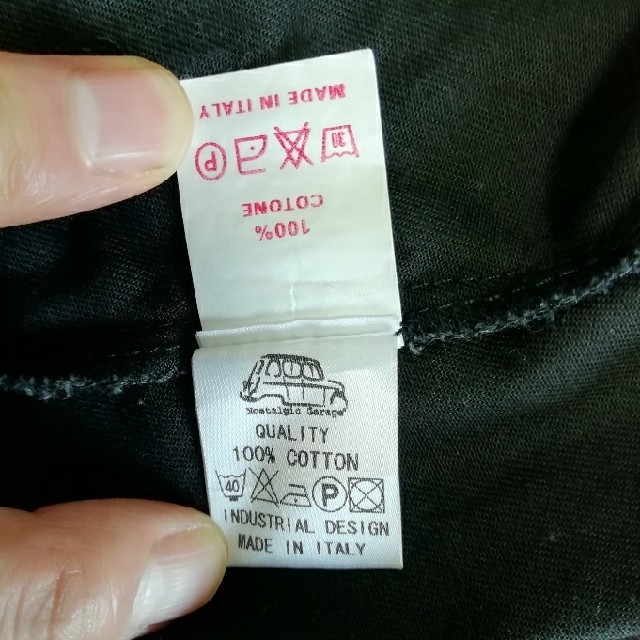 MADE IN ITALY
P 30
100%
COTONE
Nostalgic Garage
QUALITY
100% COTTON
40 P
INDUSTRIAL DESIGN
MADE IN ITALY